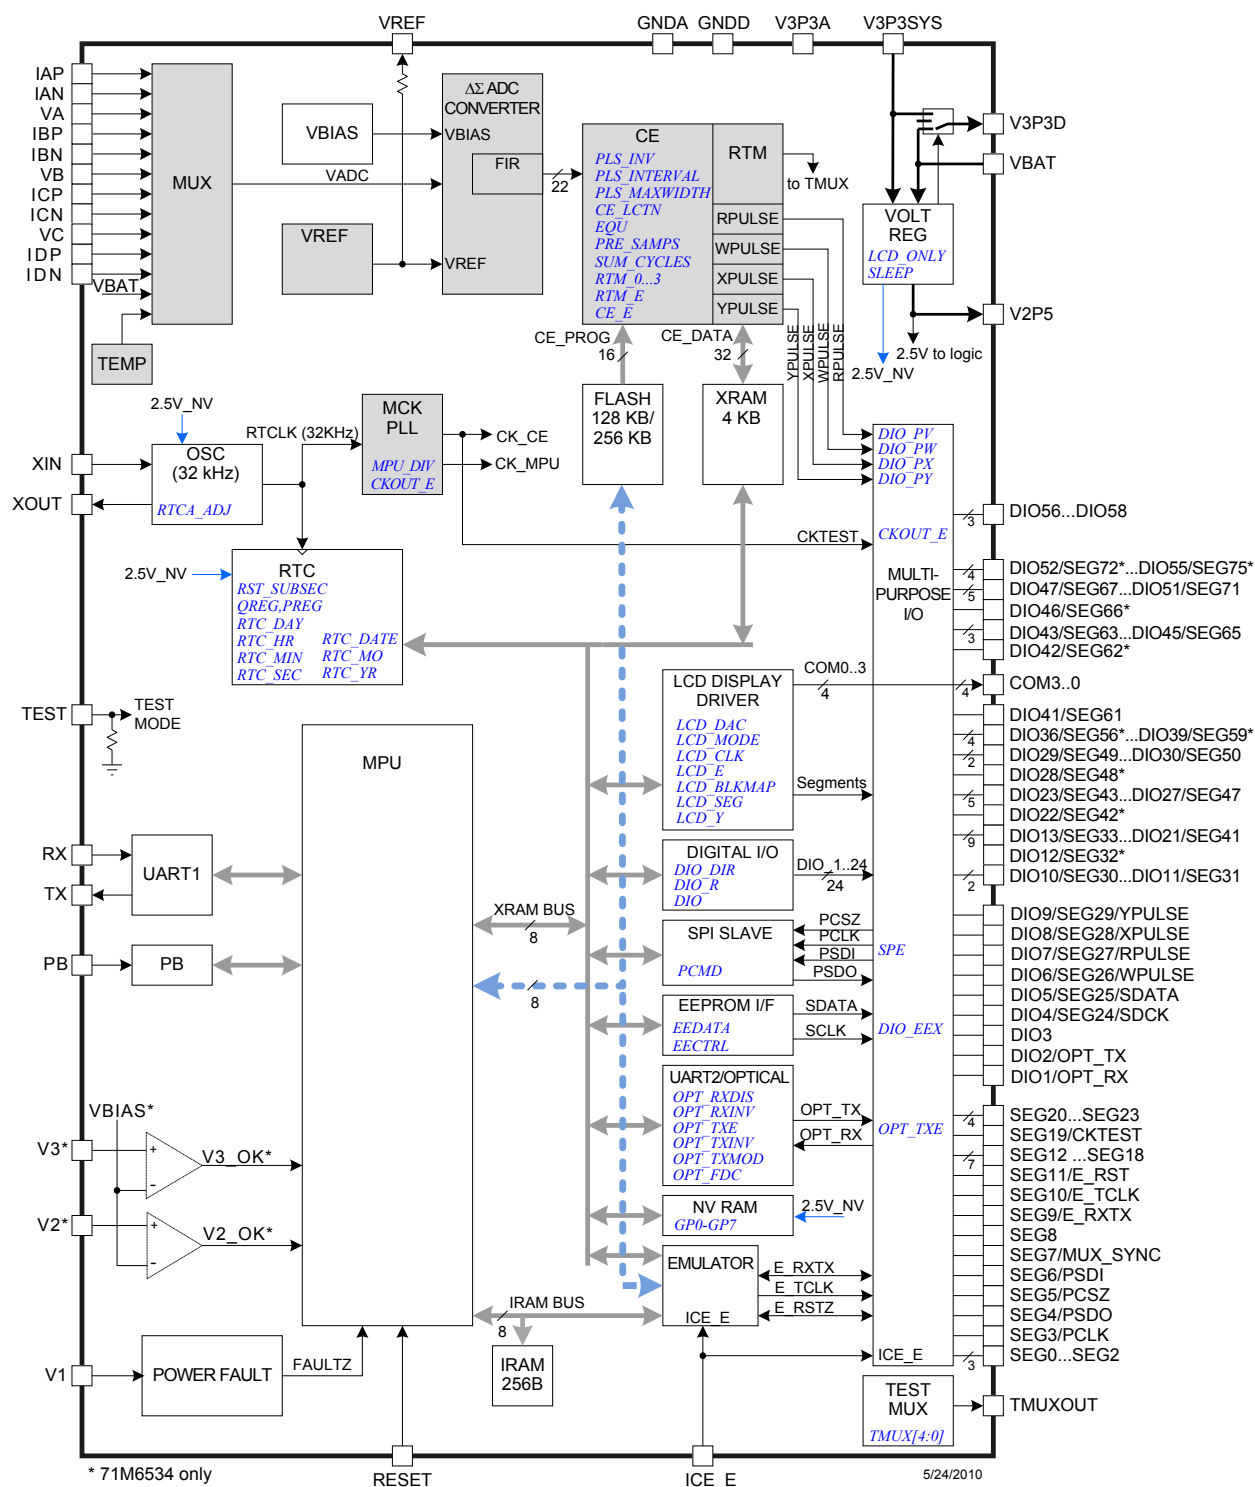 VREF
GNDA
GNDD
V3P3A
V3P3SYS
IAP
IAN
VA
IBP
IBN
VB
ICP
ICN
VC
IDP
IDN
VBAT
MUX
TEMP
VBIAS
VADC
VREF
ΔΣ ADC
CONVERTER
VBIAS
FIR
VREF
22
CE
PLS_INV
PLS_INTERVAL
PLS_MAXWIDTH
CE_LCTN
EQU
PRE_SAMPS
SUM_CYCLES
RTM_0...3
RTM_E
CE_E
RTM
to TMUX
RPULSE
WPULSE
XPULSE
YPULSE
VOLT
REG
LCD_ONLY
SLEEP
V3P3D
VBAT
V2P5
2.5V to logic
2.5V_NV
CE_PROG
16
CE_DATA
32
YPULSE
XPULSE
WPULSE
RPULSE
FLASH
128 KB/
256 KB
XRAM
4 KB
2.5V_NV
XIN
XOUT
OSC
(32 kHz)
RTCA_ADJ
RTCLK (32KHz)
MCK
PLL
MPU_DIV
CKOUT_E
CK_CE
CK_MPU
DIO_PV
DIO_PW
DIO_PX
DIO_PY
CKTEST
CKOUT_E
MULTI-
PURPOSE
I/O
2.5V_NV
RTC
RST_SUBSEC
QREG,PREG
RTC_DAY
RTC_HR
RTC_MIN
RTC_SEC
RTC_DATE
RTC_MO
RTC_YR
DIO56...DIO58
3
DIO52/SEG72*...DIO55/SEG75*
4
DIO47/SEG67...DIO51/SEG71
5
DIO46/SEG66*
DIO43/SEG63...DIO45/SEG65
3
DIO42/SEG62*
COM3..0
4
COM0..3
4
TEST
TEST
MODE
MPU
LCD DISPLAY
DRIVER
LCD_DAC
LCD_MODE
LCD_CLK
LCD_E
LCD_BLKMAP
LCD_SEG
LCD_Y
Segments
DIO41/SEG61
DIO36/SEG56*...DIO39/SEG59*
4
DIO29/SEG49...DIO30/SEG50
2
DIO28/SEG48*
DIO23/SEG43...DIO27/SEG47
5
DIO22/SEG42*
DIO13/SEG33...DIO21/SEG41
9
DIO12/SEG32*
DIO10/SEG30...DIO11/SEG31
2
RX
TX
UART1
DIGITAL I/O
DIO_DIR
DIO_R
DIO
DIO_1..24
24
XRAM BUS
8
8
PB
PB
SPI SLAVE
PCMD
PCSZ
PCLK
PSDI
PSDO
SPE
DIO9/SEG29/YPULSE
DIO8/SEG28/XPULSE
DIO7/SEG27/RPULSE
DIO6/SEG26/WPULSE
DIO5/SEG25/SDATA
DIO4/SEG24/SDCK
DIO3
DIO2/OPT_TX
DIO1/OPT_RX
EEPROM I/F
EEDATA
EECTRL
SDATA
SCLK
DIO_EEX
UART2/OPTICAL
OPT_RXDIS
OPT_RXINV
OPT_TXE
OPT_TXINV
OPT_TXMOD
OPT_FDC
OPT_TX
OPT_RX
OPT_TXE
VBIAS*
V3*
+
-
V3_OK*
V2*
+
-
V2_OK*
NV RAM
GP0-GP7
2.5V_NV
SEG20...SEG23
4
SEG19/CKTEST
SEG12 ...SEG18
7
SEG11/E_RST
SEG10/E_TCLK
SEG9/E_RXTX
SEG8
SEG7/MUX_SYNC
SEG6/PSDI
SEG5/PCSZ
SEG4/PSDO
SEG3/PCLK
SEG0...SEG2
3
EMULATOR
ICE_E
E_RXTX
E_TCLK
E_RSTZ
ICE_E
IRAM BUS
8
IRAM
256B
V1
POWER FAULT
FAULTZ
TEST
MUX
TMUX[4:0]
TMUXOUT
* 71M6534 only
RESET
ICE_E
5/24/2010